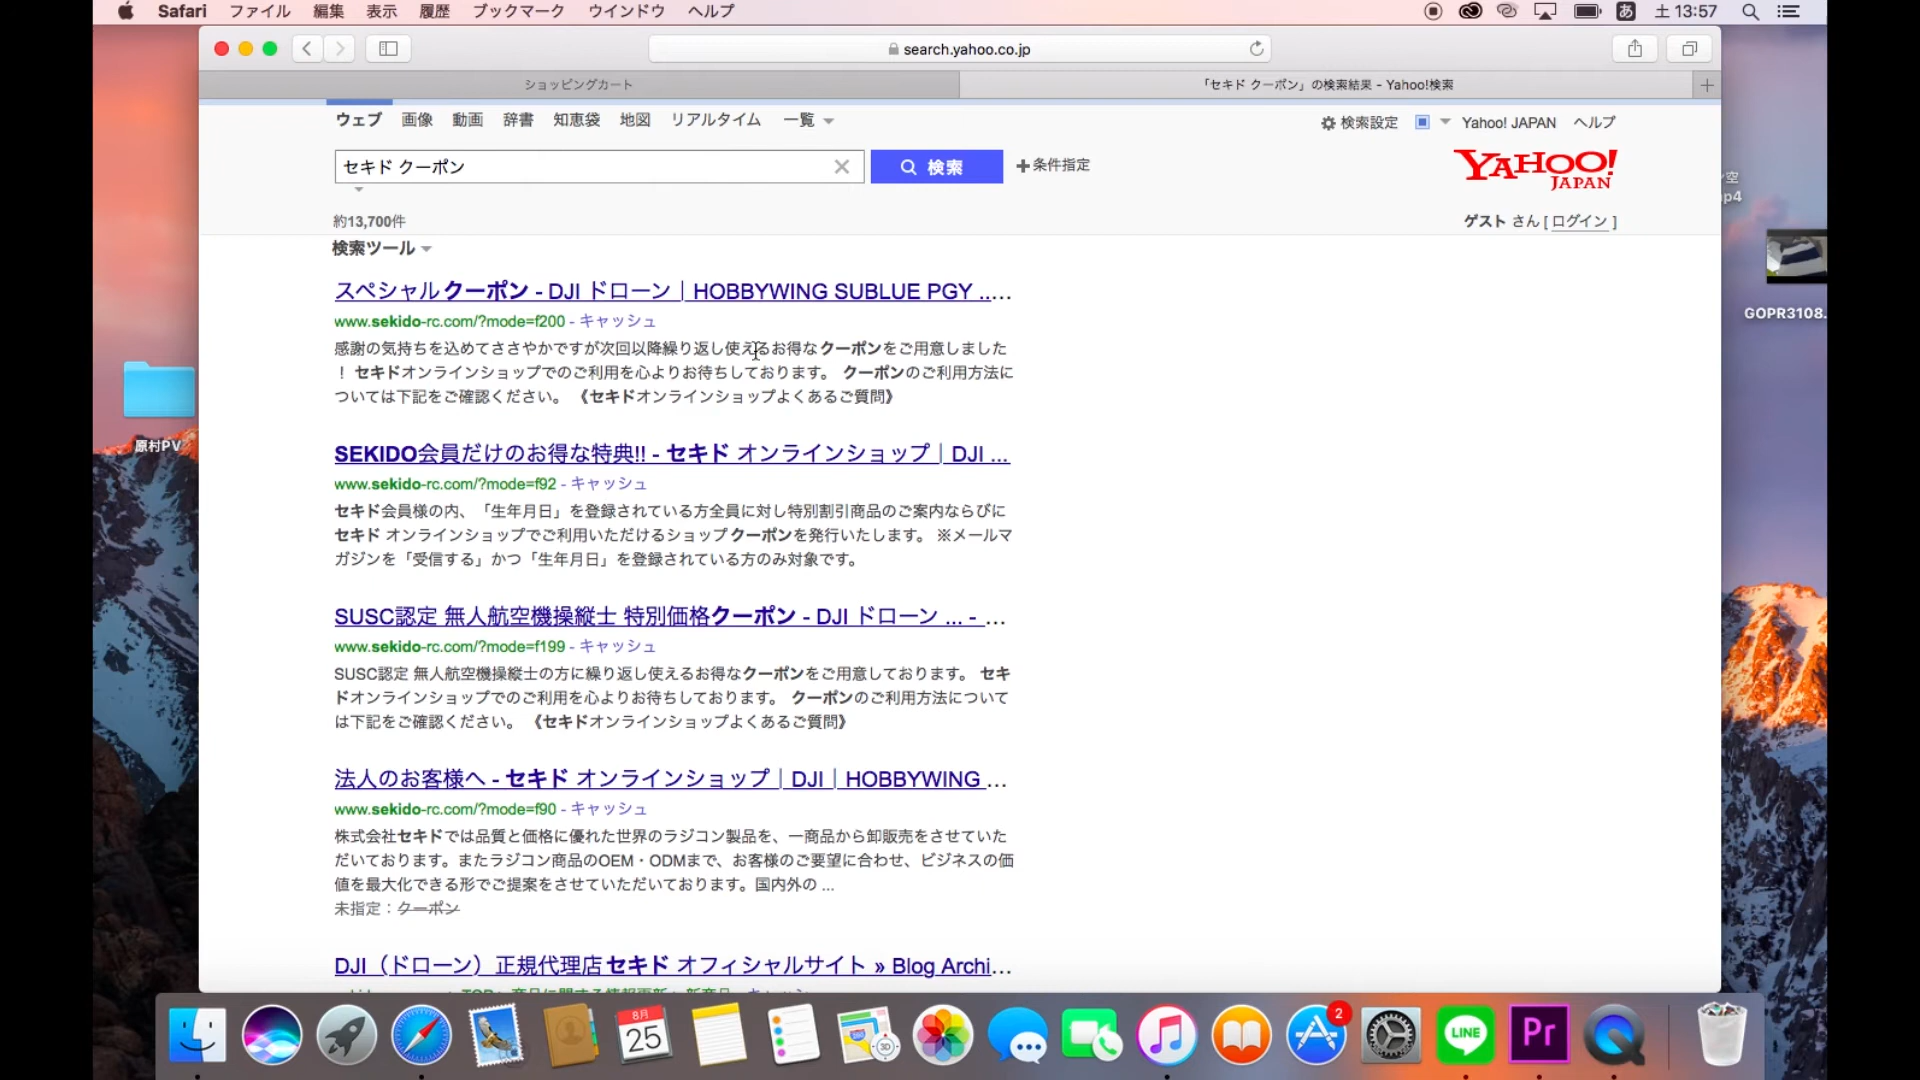 Safari ファイル 編集 表示 履歴 ブックマーク ウインドウ ヘルプ あ 土 13:57
search.yahoo.co.jp
ショッピングカート 「セキド クーポン」の検索結果 - Yahoo!検索
ウェブ 画像 動画 辞書 知恵袋 地図 リアルタイム 一覧 検索設定 Yahoo! JAPAN ヘルプ
セキド クーポン 検索 条件指定 YAHOO! JAPAN
約13,700件 ゲスト さん [ ログイン ]
検索ツール
スペシャルクーポン - DJI ドローン｜HOBBYWING SUBLUE PGY ......
www.sekido-rc.com/?mode=f200 - キャッシュ
感謝の気持ちを込めてささやかですが次回以降繰り返し使えるお得なクーポンをご用意しました
！ セキドオンラインショップでのご利用を心よりお待ちしております。 クーポンのご利用方法に
ついては下記をご確認ください。 《セキドオンラインショップよくあるご質問》
SEKIDO会員だけのお得な特典!! - セキド オンラインショップ｜DJI ...
www.sekido-rc.com/?mode=f92 - キャッシュ
セキド会員様の内、「生年月日」を登録されている方全員に対し特別割引商品のご案内ならびに
セキド オンラインショップでご利用いただけるショップクーポンを発行いたします。 ※メールマ
ガジンを「受信する」かつ「生年月日」を登録されている方のみ対象です。
SUSC認定 無人航空機操縦士 特別価格クーポン - DJI ドローン ... - ...
www.sekido-rc.com/?mode=f199 - キャッシュ
SUSC認定 無人航空機操縦士の方に繰り返し使えるお得なクーポンをご用意しております。 セキ
ドオンラインショップでのご利用を心よりお待ちしております。 クーポンのご利用方法について
は下記をご確認ください。 《セキドオンラインショップよくあるご質問》
法人のお客様へ - セキド オンラインショップ｜DJI｜HOBBYWING ...
www.sekido-rc.com/?mode=f90 - キャッシュ
株式会社セキドでは品質と価格に優れた世界のラジコン製品を、一商品から卸販売をさせていた
だいております。またラジコン商品のOEM・ODMまで、お客様のご要望に合わせ、ビジネスの価
値を最大化できる形でご提案をさせていただいております。国内外の ...
未指定：クーポン
DJI（ドローン）正規代理店セキド オフィシャルサイト » Blog Archi...
原村PV
空
p4
GOPR3108.
8月
25
3D
2
LINE
Pr